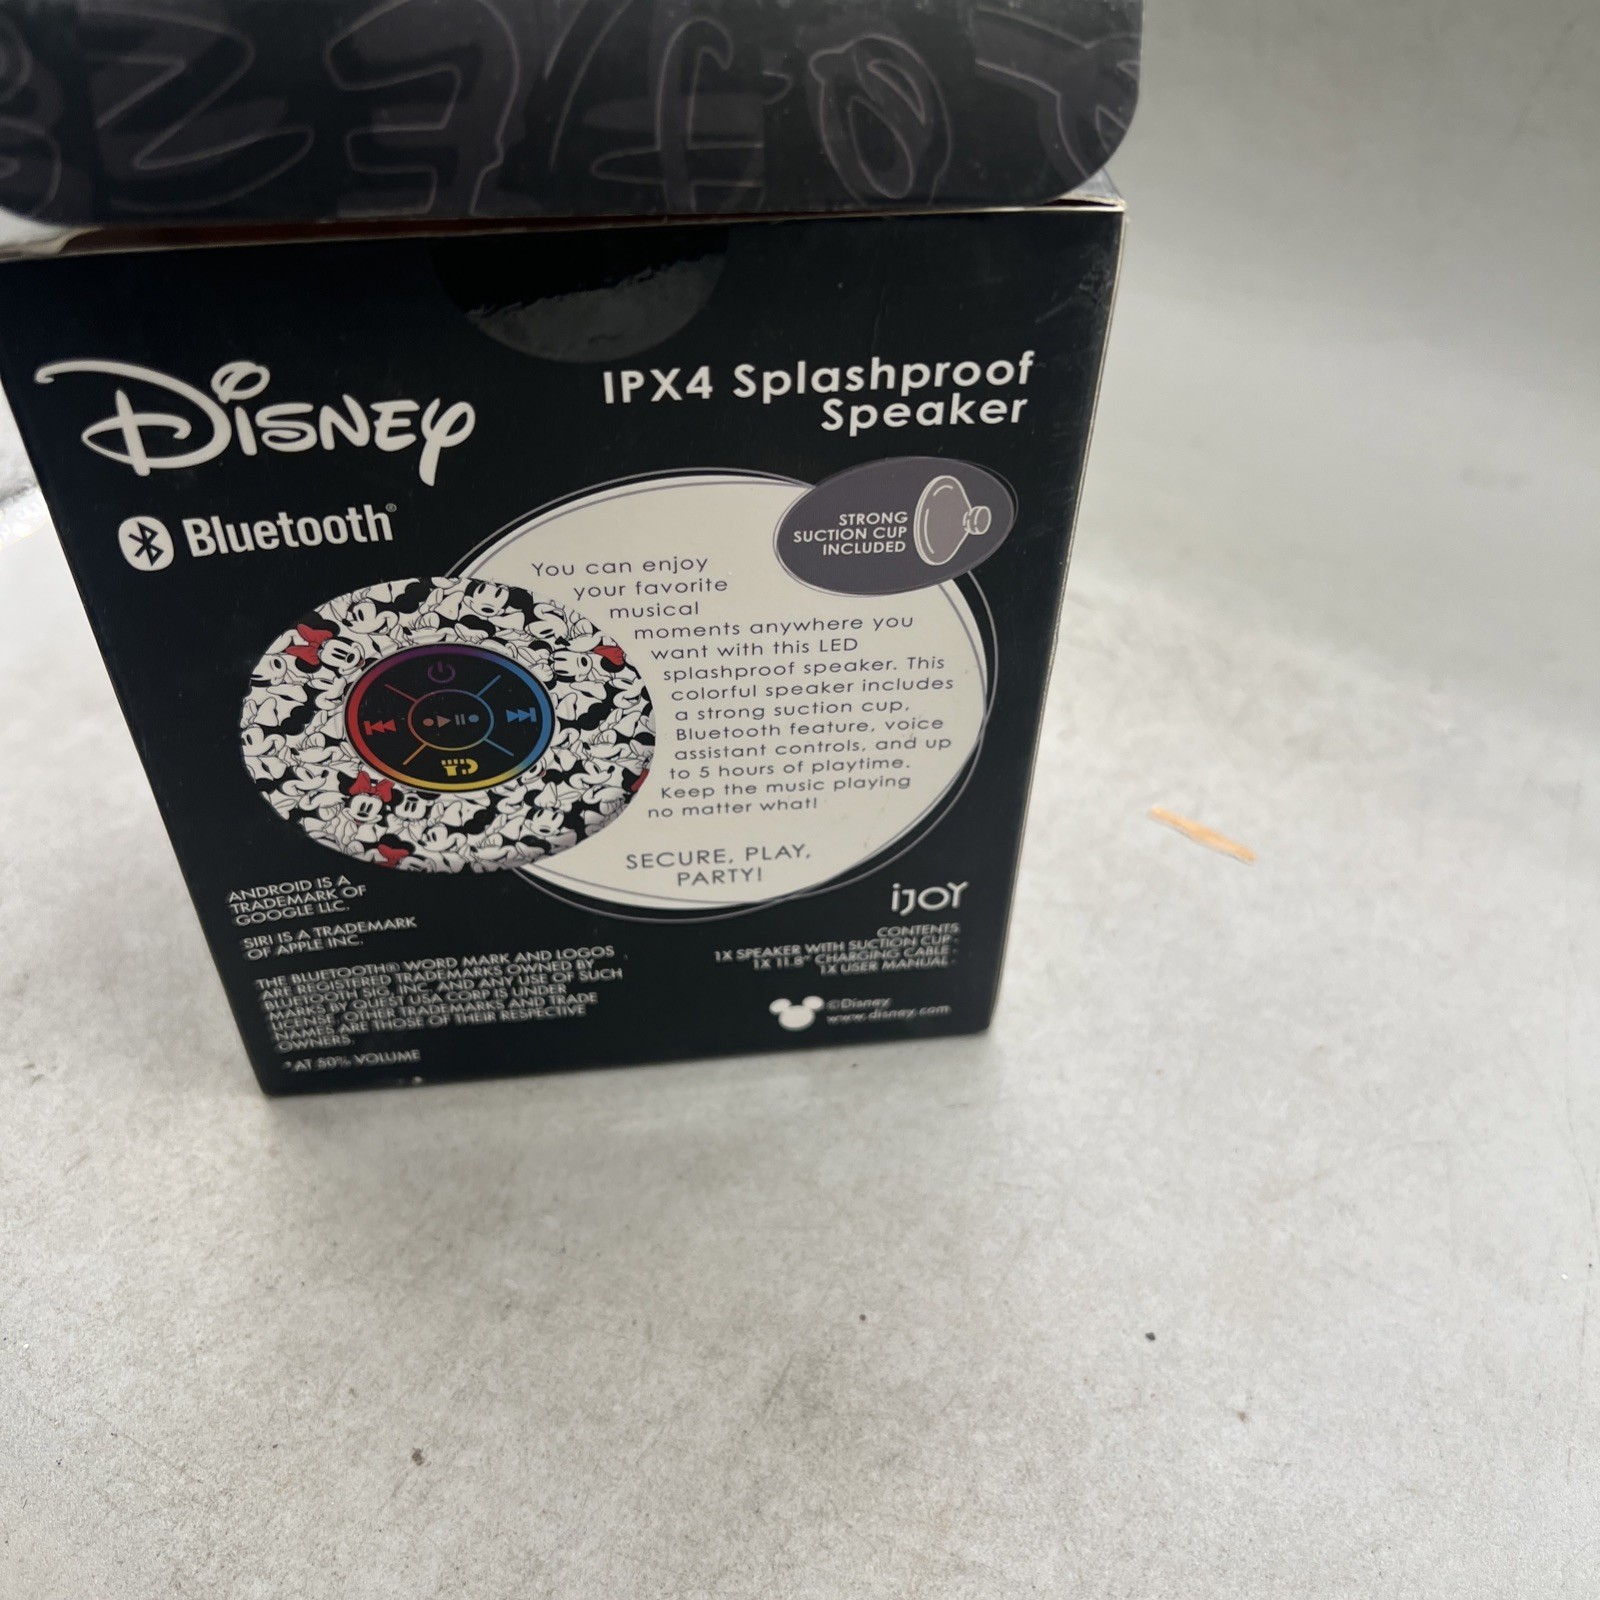 DISNEY
IPX4 Splashproof
Speaker
Bluetooth®
STRONG
SUCTION CUP
INCLUDED
You can enjoy
your favorite
musical
moments anywhere you
want with this LED
splashproof speaker. This
colorful speaker includes
a strong suction cup,
Bluetooth feature, voice
assistant controls, and up
to 5 hours of playtime.
Keep the music playing
no matter what!
SECURE, PLAY,
PARTY!
ANDROID IS A
TRADEMARK OF
GOOGLE LLC.
SIRI IS A TRADEMARK
OF APPLE INC.
THE BLUETOOTH® WORD MARK AND LOGOS
ARE REGISTERED TRADEMARKS OWNED BY
BLUETOOTH SIG, INC. AND ANY USE OF SUCH
MARKS BY QUEST USA CORP IS UNDER
LICENSE. OTHER TRADEMARKS AND TRADE
NAMES ARE THOSE OF THEIR RESPECTIVE
OWNERS.
*AT 50% VOLUME
iJOY
CONTENTS
1X SPEAKER WITH SUCTION CUP -
1X 11.8" CHARGING CABLE -
1X USER MANUAL -
©Disney
www.disney.com